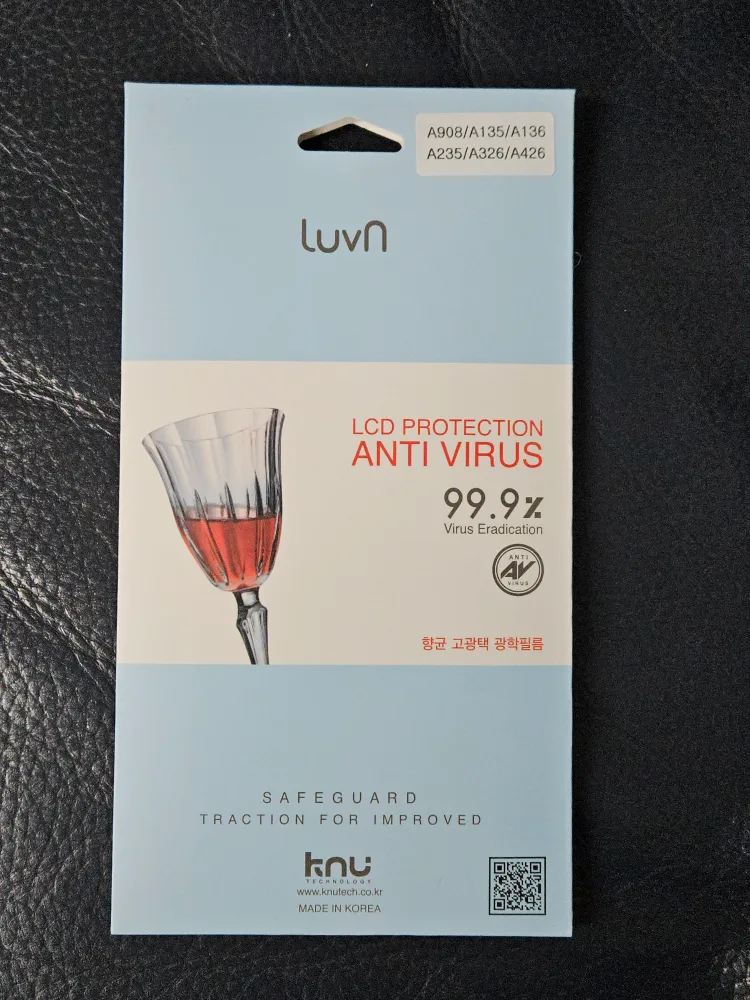 A908/A135/A136
A235/A326/A426
Luvn
LCD PROTECTION
ANTI VIRUS
99.9%
Virus Eradication
ANTI
AV
VIRUS
향균 고광택 광학필름
SAFEGUARD
TRACTION FOR IMPROVED
knu
TECHNOLOGY
www.knutech.co.kr
MADE IN KOREA